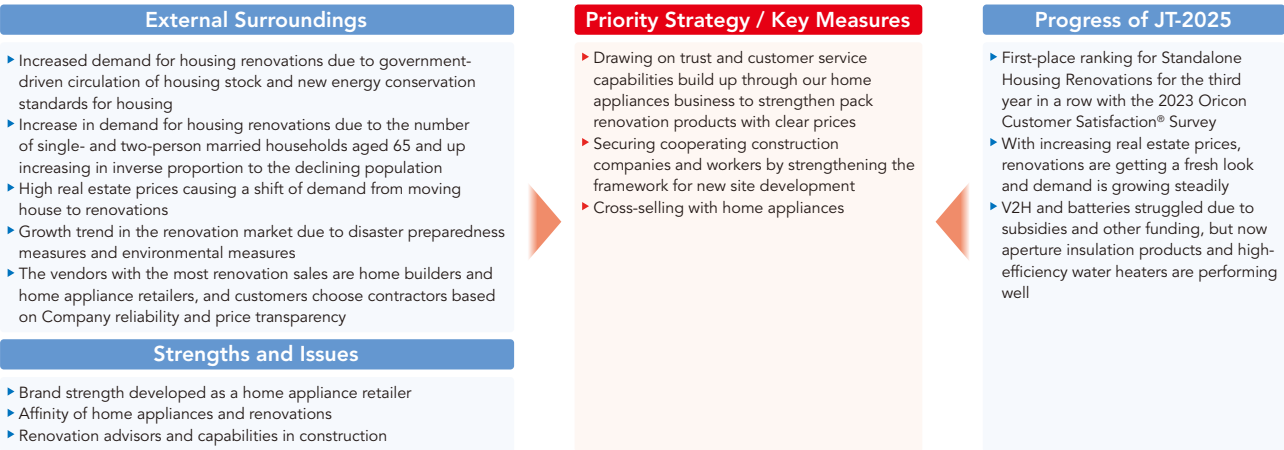 External Surroundings
▶ Increased demand for housing renovations due to government-
driven circulation of housing stock and new energy conservation
standards for housing
▶ Increase in demand for housing renovations due to the number
of single- and two-person married households aged 65 and up
increasing in inverse proportion to the declining population
▶ High real estate prices causing a shift of demand from moving
house to renovations
▶ Growth trend in the renovation market due to disaster preparedness
measures and environmental measures
▶ The vendors with the most renovation sales are home builders and
home appliance retailers, and customers choose contractors based
on Company reliability and price transparency
Strengths and Issues
▶ Brand strength developed as a home appliance retailer
▶ Affinity of home appliances and renovations
▶ Renovation advisors and capabilities in construction
Priority Strategy / Key Measures
▶ Drawing on trust and customer service
capabilities build up through our home
appliances business to strengthen pack
renovation products with clear prices
▶ Securing cooperating construction
companies and workers by strengthening the
framework for new site development
▶ Cross-selling with home appliances
Progress of JT-2025
▶ First-place ranking for Standalone
Housing Renovations for the third
year in a row with the 2023 Oricon
Customer Satisfaction® Survey
▶ With increasing real estate prices,
renovations are getting a fresh look
and demand is growing steadily
▶ V2H and batteries struggled due to
subsidies and other funding, but now
aperture insulation products and high-
efficiency water heaters are performing
well